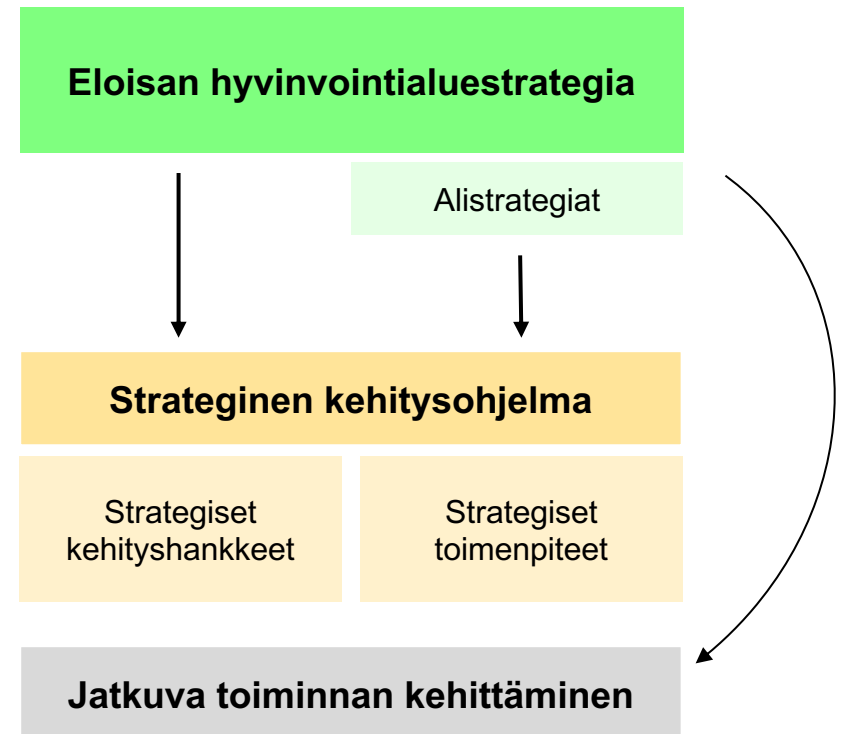 Eloisan hyvinvointialuestrategia
Alistrategiat
Strateginen kehitysohjelma
Strategiset
kehityshankkeet
Strategiset
toimenpiteet
Jatkuva toiminnan kehittäminen